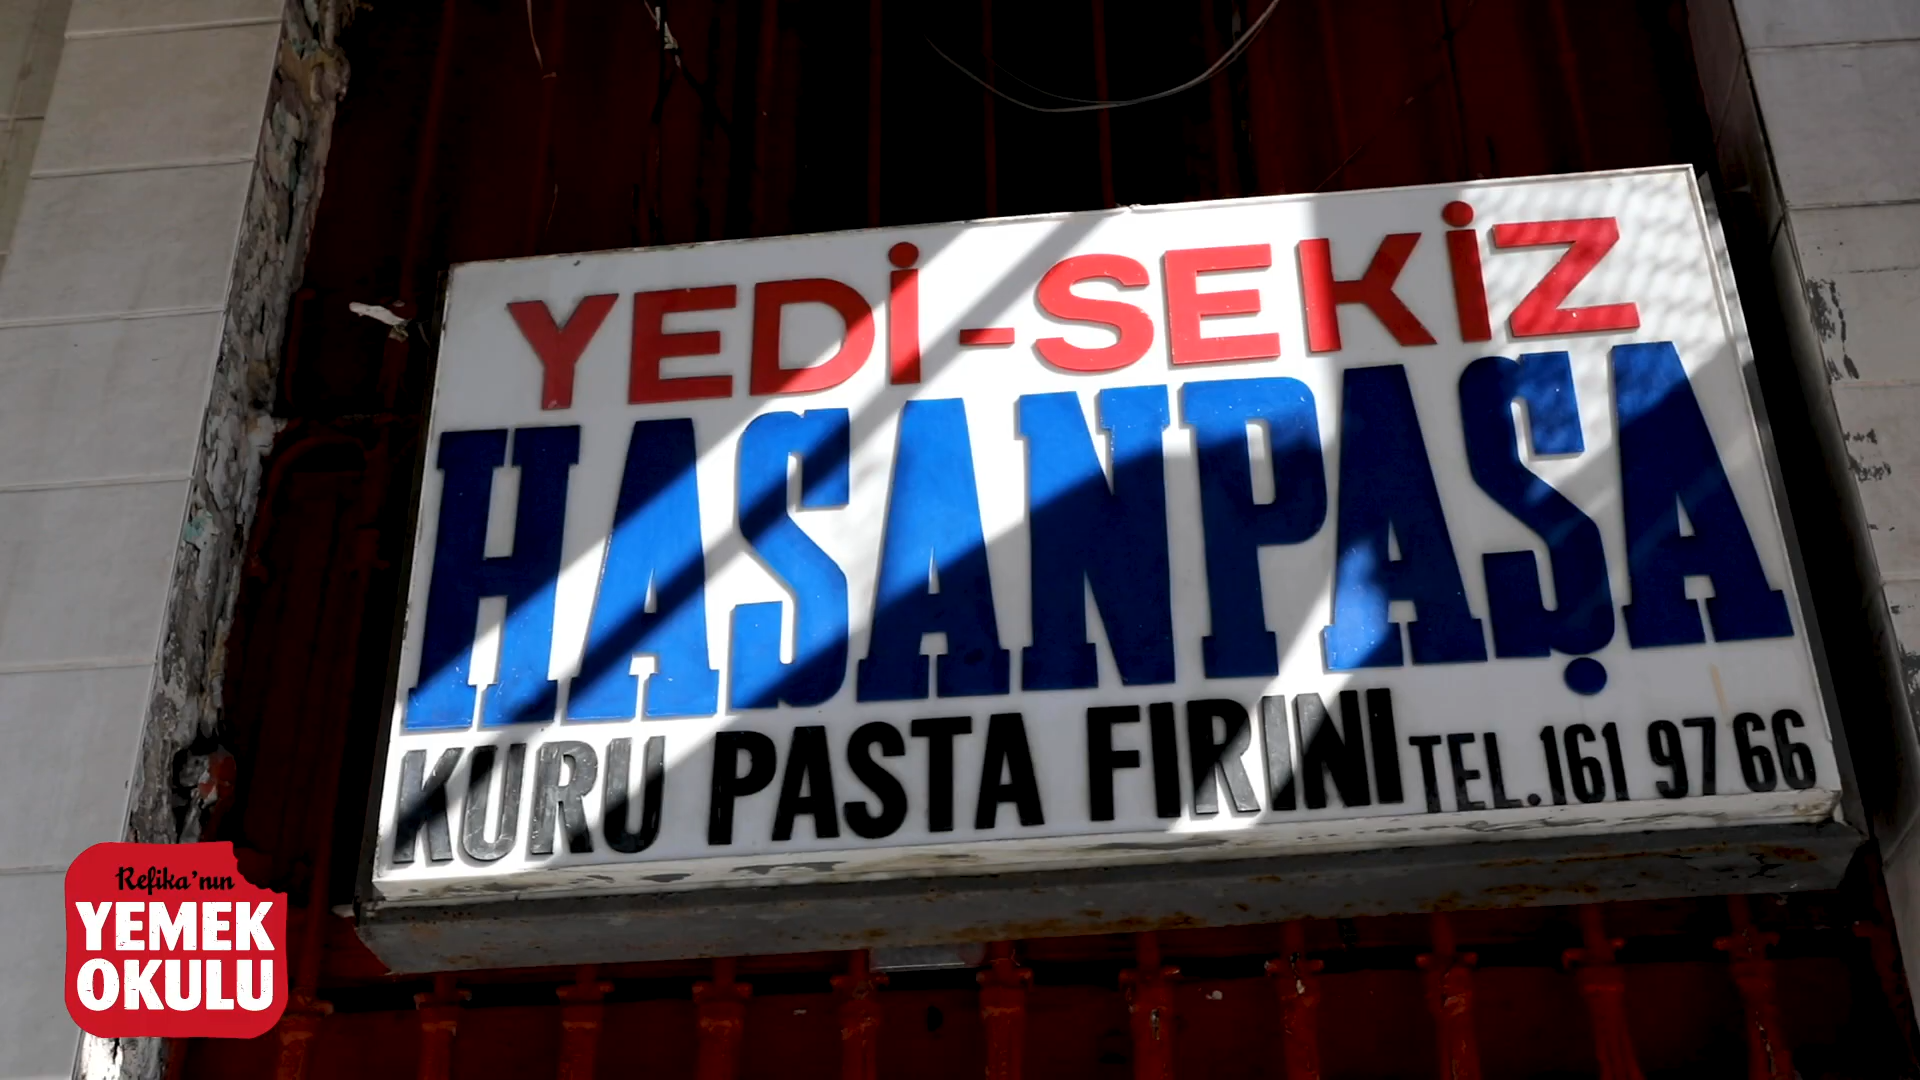 YEDİ-SEKİZ
HASANPAŞA
KURU PASTA FIRINI TEL.161 97 66
Refika'nın
YEMEK
OKULU